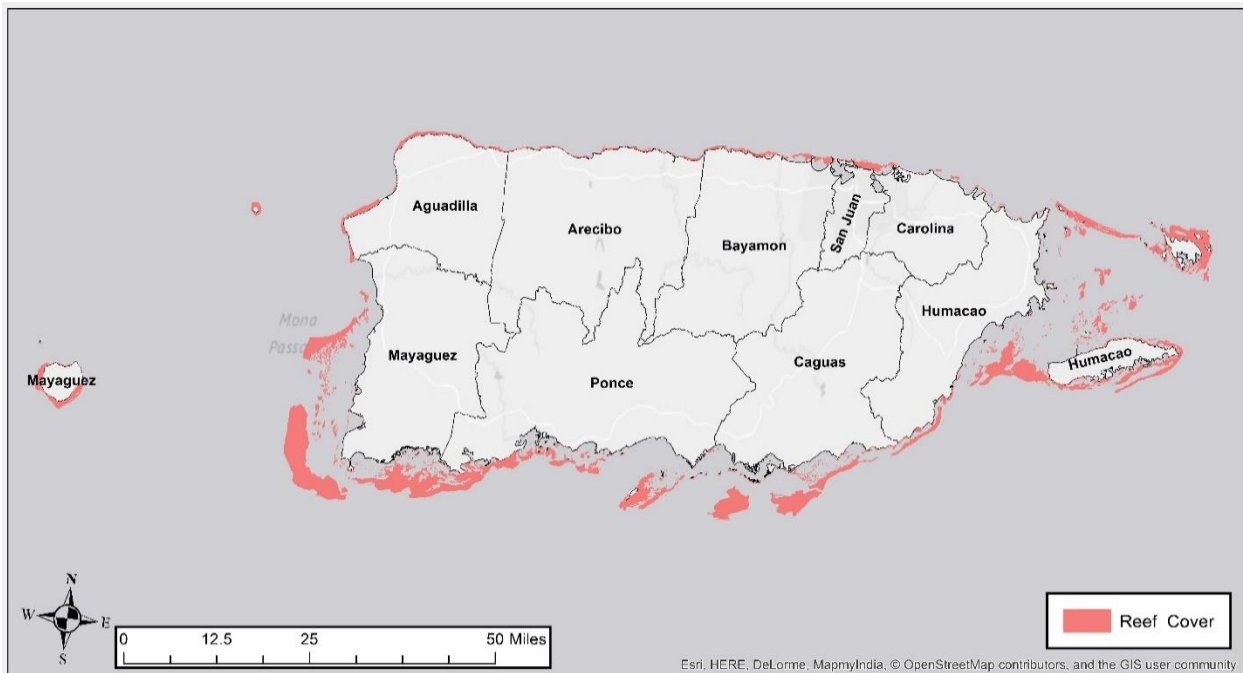 Aguadilla
Arecibo
Bayamon
San Juan
Carolina
Humacao
Mona
Passa
Mayaguez
Mayaguez
Ponce
Caguas
Humacao
N
W E
S
0 12.5 25 50 Miles
Reef Cover
Esri, HERE, DeLorme, MapmyIndia, © OpenStreetMap contributors, and the GIS user community